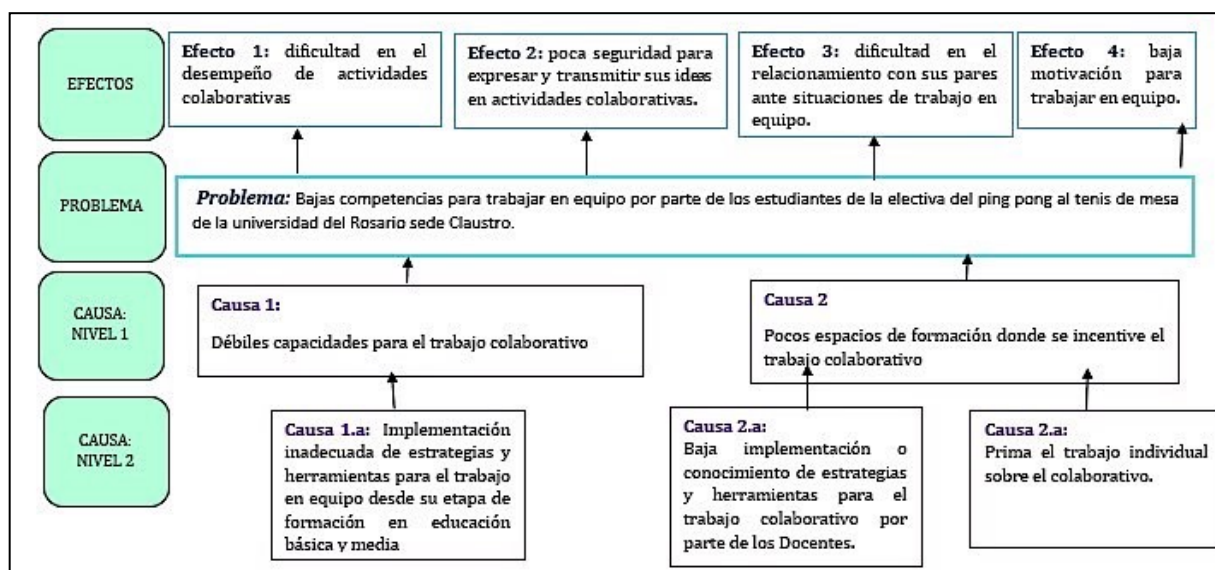 EFECTOS
Efecto 1: dificultad en el
desempeño de actividades
colaborativas
Efecto 2: poca seguridad para
expresar y transmitir sus ideas
en actividades colaborativas.
Efecto 3: dificultad en el
relacionamiento con sus pares
ante situaciones de trabajo en
equipo.
Efecto 4: baja
motivación para
trabajar en equipo.
PROBLEMA
Problema: Bajas competencias para trabajar en equipo por parte de los estudiantes de la electiva del ping pong al tenis de mesa
de la universidad del Rosario sede Claustro.
CAUSA:
NIVEL 1
Causa 1:
Débiles capacidades para el trabajo colaborativo
Causa 2
Pocos espacios de formación donde se incentive el
trabajo colaborativo
CAUSA:
NIVEL 2
Causa 1.a: Implementación
inadecuada de estrategias y
herramientas para el trabajo
en equipo desde su etapa de
formación en educación
básica y media
Causa 2.a:
Baja implementación o
conocimiento de estrategias
y herramientas para el
trabajo colaborativo por
parte de los Docentes.
Causa 2.a:
Prima el trabajo individual
sobre el colaborativo.